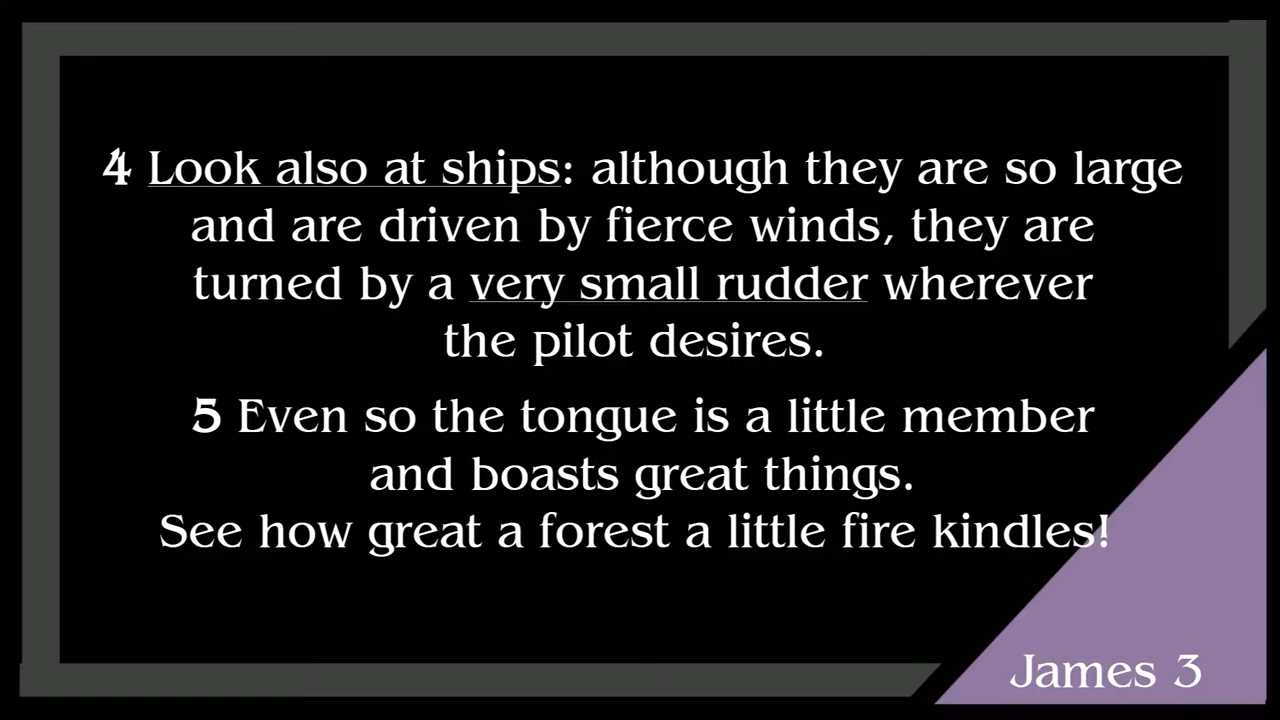 4 Look also at ships: although they are so large
and are driven by fierce winds, they are
turned by a very small rudder wherever
the pilot desires.
5 Even so the tongue is a little member
and boasts great things.
See how great a forest a little fire kindles!
James 3